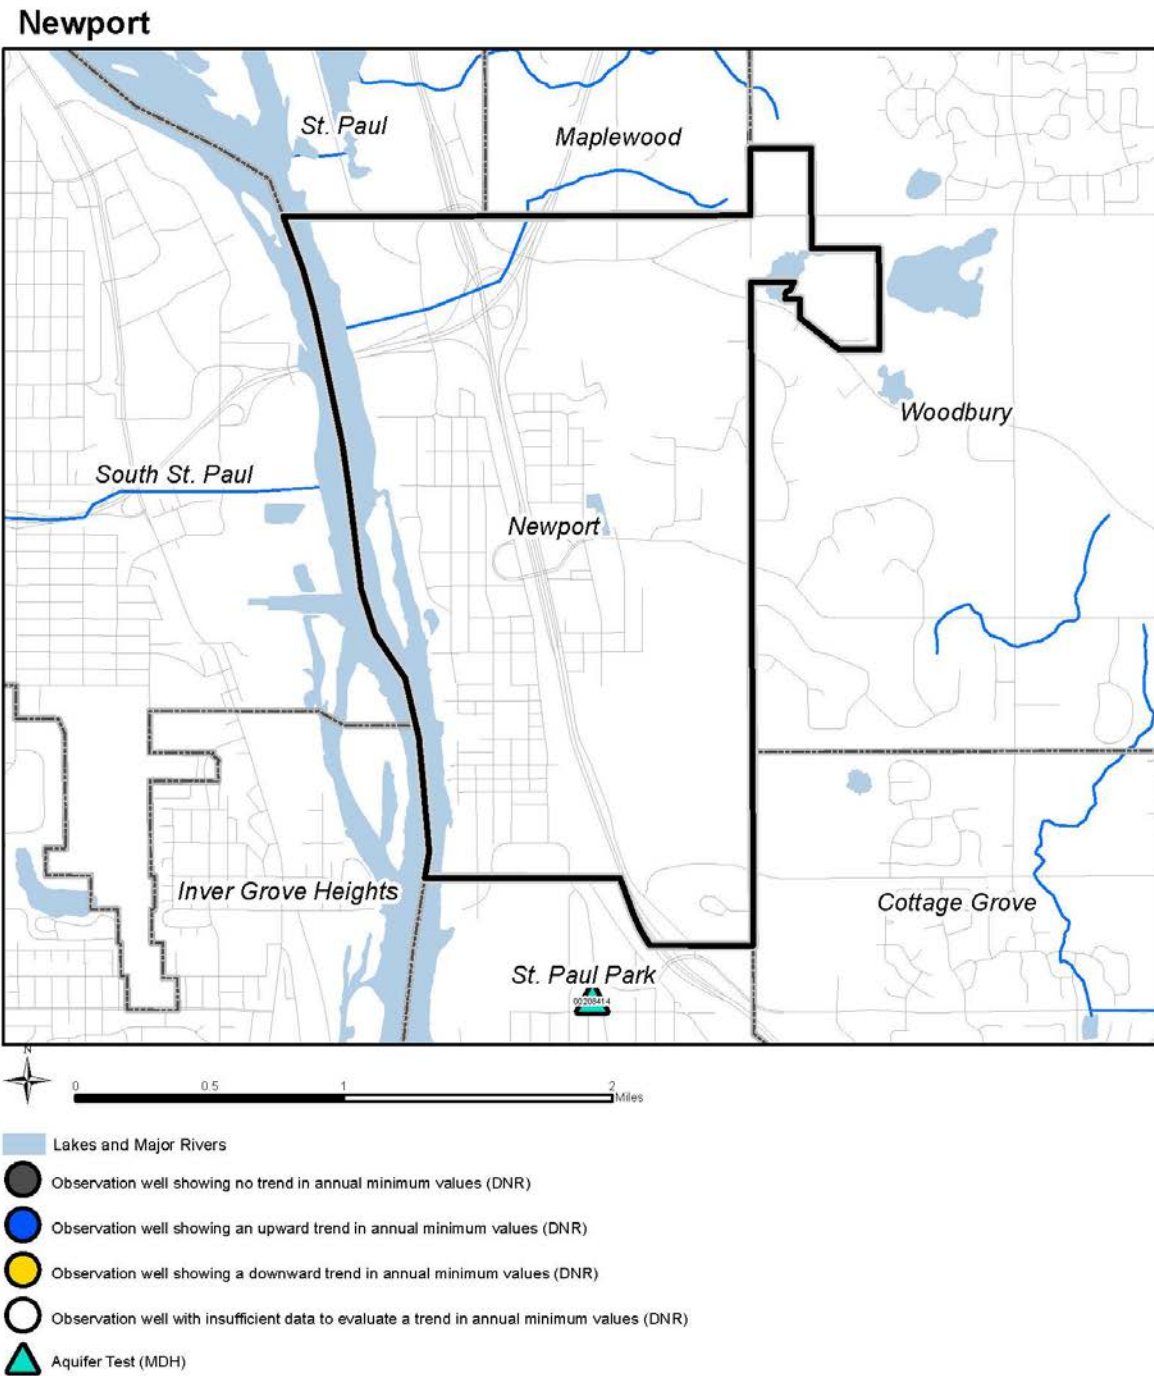 Newport
St. Paul
Maplewood
Woodbury
South St. Paul
Newport
Inver Grove Heights
Cottage Grove
St. Paul Park
00208414
N
0 0.5 1 2
Miles
Lakes and Major Rivers
Observation well showing no trend in annual minimum values (DNR)
Observation well showing an upward trend in annual minimum values (DNR)
Observation well showing a downward trend in annual minimum values (DNR)
Observation well with insufficient data to evaluate a trend in annual minimum values (DNR)
Aquifer Test (MDH)